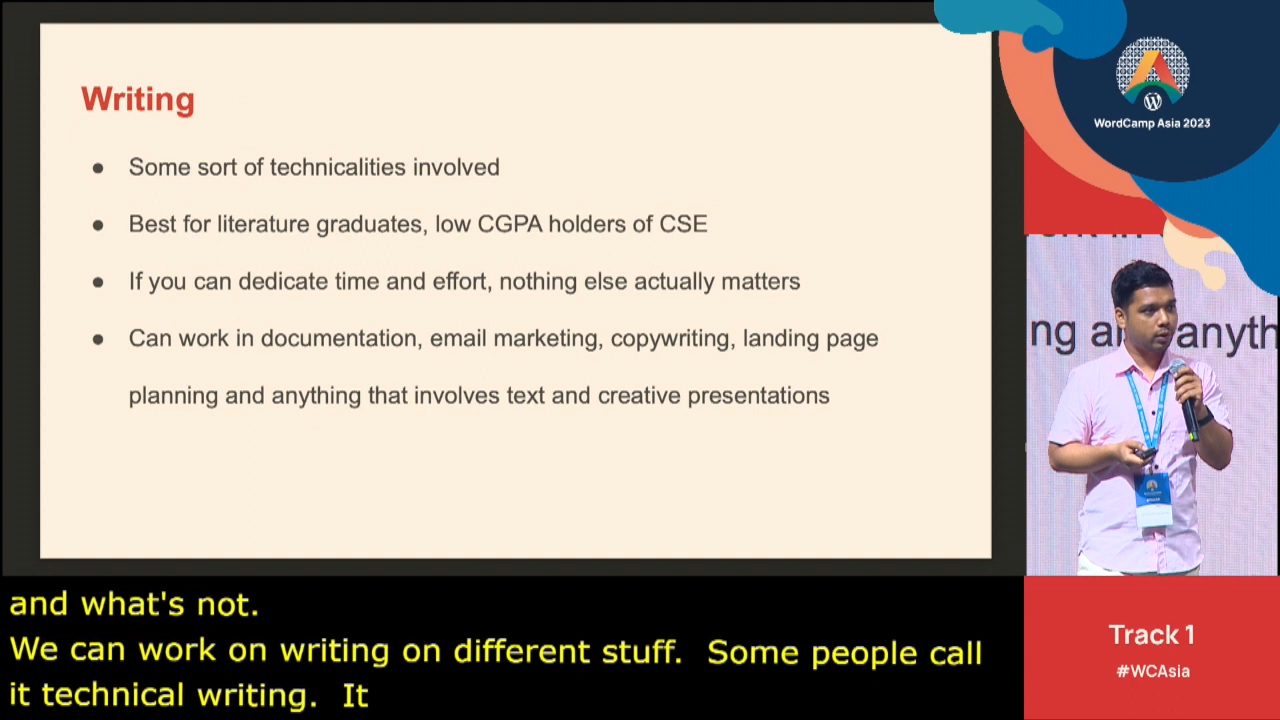 Writing
● Some sort of technicalities involved
● Best for literature graduates, low CGPA holders of CSE
● If you can dedicate time and effort, nothing else actually matters
● Can work in documentation, email marketing, copywriting, landing page
planning and anything that involves text and creative presentations
WordCamp Asia 2023
ng an anyth
and what's not.
We can work on writing on different stuff. Some people call
it technical writing. It
Track 1
#WCAsia